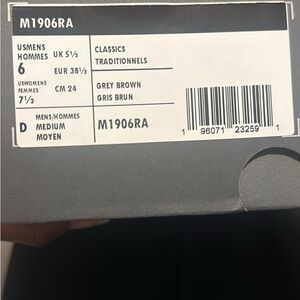 M1906RA
USMENS
HOMMES
6
UK 5½
EUR 38½
USWOMENS
FEMMES
7½
CM 24
CLASSICS
TRADITIONNELS
GREY BROWN
GRIS BRUN
D
MENS/HOMMES
MEDIUM
MOYEN
M1906RA
1 96071 23259 1